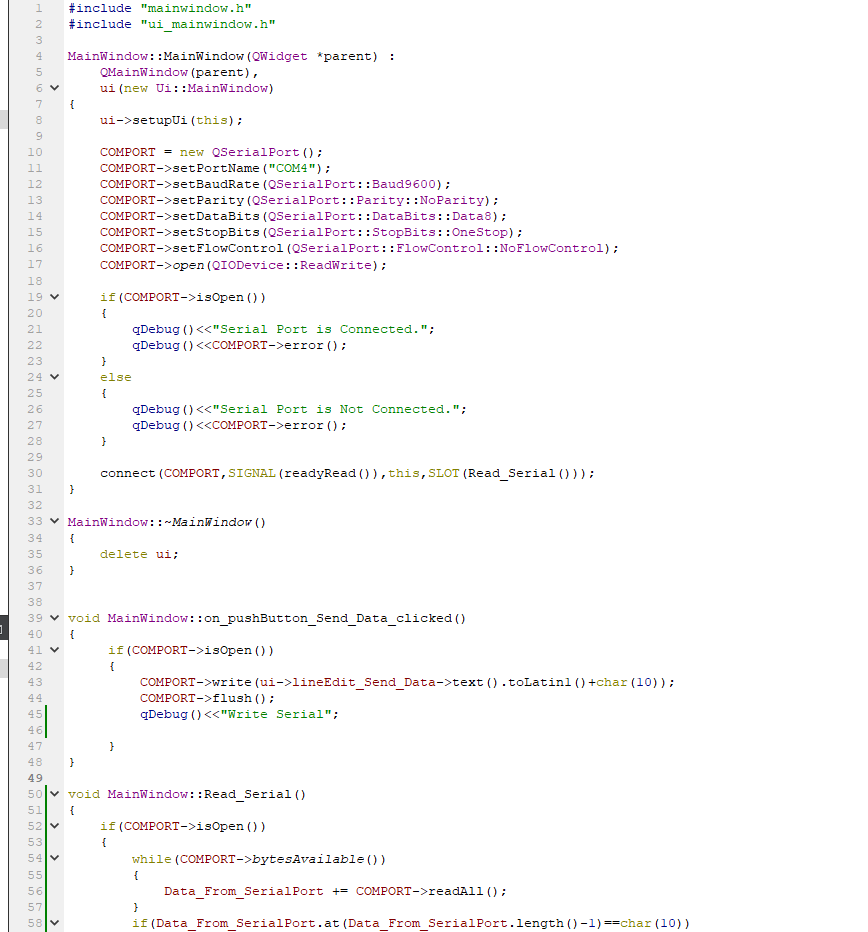 1 #include "mainwindow.h"
2 #include "ui_mainwindow.h"
3
4 MainWindow::MainWindow(QWidget *parent) :
5     QMainWindow(parent),
6     ui(new Ui::MainWindow)
7 {
8     ui->setupUi(this);
9
10     COMPORT = new QSerialPort();
11     COMPORT->setPortName("COM4");
12     COMPORT->setBaudRate(QSerialPort::Baud9600);
13     COMPORT->setParity(QSerialPort::Parity::NoParity);
14     COMPORT->setDataBits(QSerialPort::DataBits::Data8);
15     COMPORT->setStopBits(QSerialPort::StopBits::OneStop);
16     COMPORT->setFlowControl(QSerialPort::FlowControl::NoFlowControl);
17     COMPORT->open(QIODevice::ReadWrite);
18
19     if(COMPORT->isOpen())
20     {
21         qDebug()<<"Serial Port is Connected.";
22         qDebug()<<COMPORT->error();
23     }
24     else
25     {
26         qDebug()<<"Serial Port is Not Connected.";
27         qDebug()<<COMPORT->error();
28     }
29
30     connect(COMPORT,SIGNAL(readyRead()),this,SLOT(Read_Serial()));
31 }
32
33 MainWindow::~MainWindow()
34 {
35     delete ui;
36 }
37
38
39 void MainWindow::on_pushButton_Send_Data_clicked()
40 {
41      if(COMPORT->isOpen())
42      {
43          COMPORT->write(ui->lineEdit_Send_Data->text().toLatin1()+char(10));
44          COMPORT->flush();
45          qDebug()<<"Write Serial";
46
47      }
48 }
49
50 void MainWindow::Read_Serial()
51 {
52     if(COMPORT->isOpen())
53     {
54         while(COMPORT->bytesAvailable())
55         {
56             Data_From_SerialPort += COMPORT->readAll();
57         }
58         if(Data_From_SerialPort.at(Data_From_SerialPort.length()-1)==char(10))